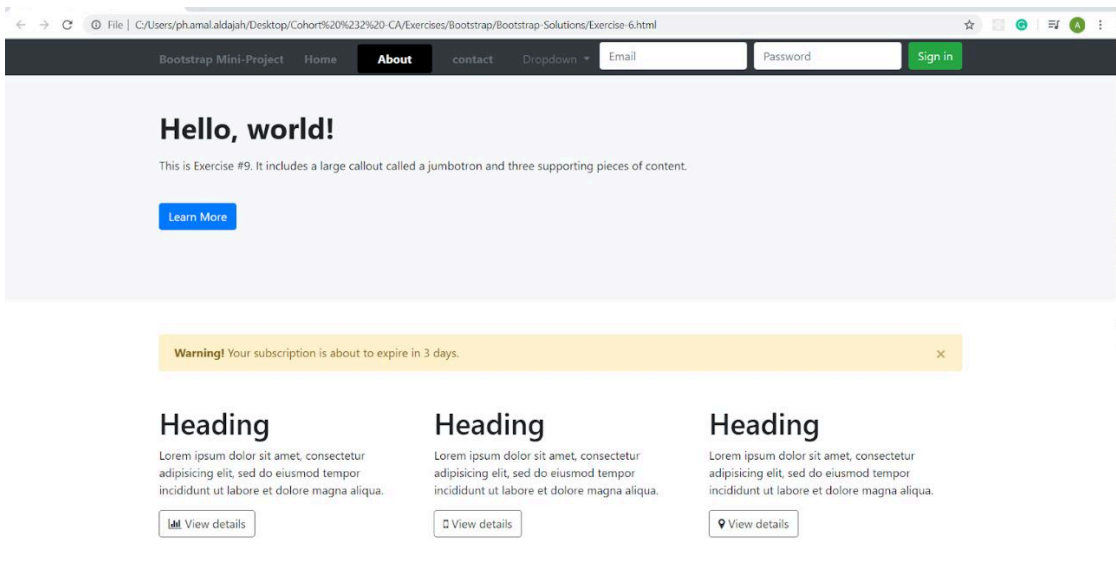 File | C:/Users/ph.amal.aldajah/Desktop/Cohort%20%232%20-CA/Exercises/Bootstrap/Bootstrap-Solutions/Exercise-6.html
A
Bootstrap Mini-Project Home About contact Dropdown Email Password Sign in
Hello, world!
This is Exercise #9. It includes a large callout called a jumbotron and three supporting pieces of content.
Learn More
Warning! Your subscription is about to expire in 3 days. ×
Heading
Lorem ipsum dolor sit amet, consectetur
adipisicing elit, sed do eiusmod tempor
incididunt ut labore et dolore magna aliqua.
View details
Heading
Lorem ipsum dolor sit amet, consectetur
adipisicing elit, sed do eiusmod tempor
incididunt ut labore et dolore magna aliqua.
View details
Heading
Lorem ipsum dolor sit amet, consectetur
adipisicing elit, sed do eiusmod tempor
incididunt ut labore et dolore magna aliqua.
View details